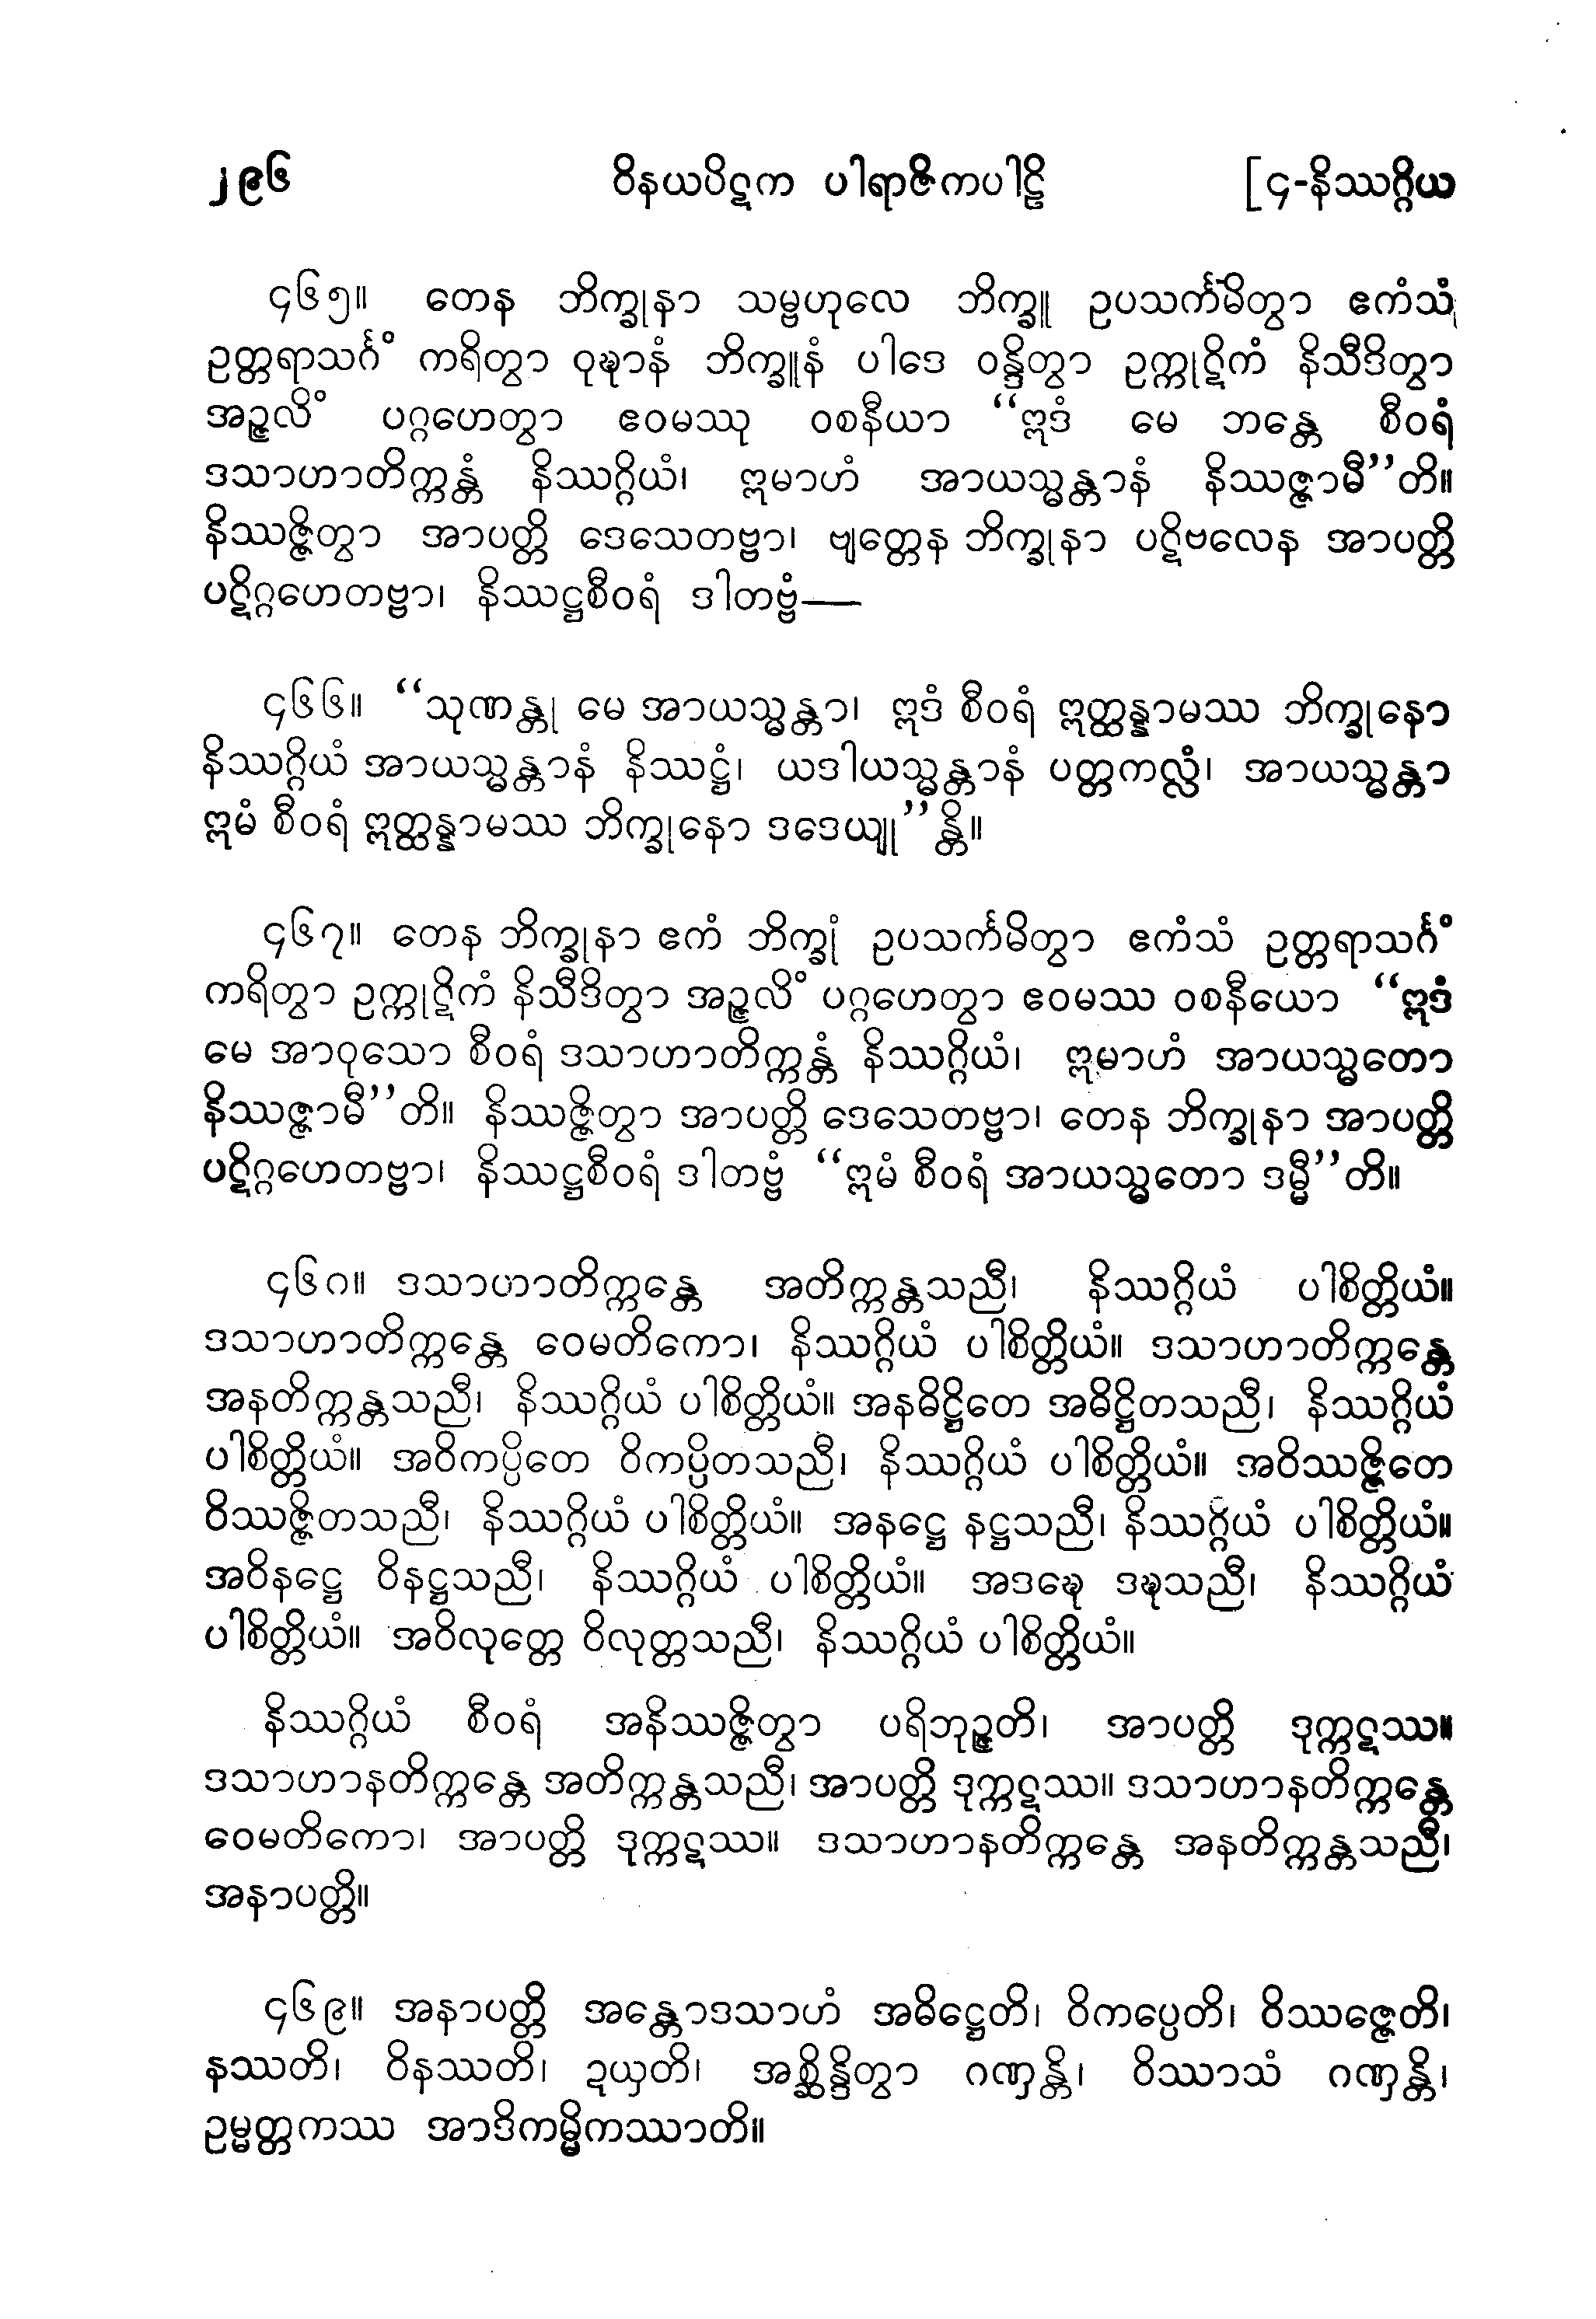 ၂၉၆ ဝိနယပိဋက ပါရာဇိကပါဠိ [၄-နိဿဂ္ဂိယ
၄၆၅။ တေန ဘိက္ခုနာ သမ္ဗဟုလေ ဘိက္ခူ ဥပသင်္ကမိတွာ ဧကံသံ
ဥတ္တရာသင်္ဂံ ကရိတွာ ဝုဍ္ဎာနံ ဘိက္ခူနံ ပါဒေ ဝန္ဒိတွာ ဥက္ကုဋိကံ နိသီဒိတွာ
အဉ္ဇလိံ ပဂ္ဂဟေတွာ ဧဝမဿု ဝစနီယာ “ဣဒံ မေ ဘန္တေ စီဝရံ
ဒသာဟာတိက္ကန္တံ နိဿဂ္ဂိယံ၊ ဣမာဟံ အာယသ္မန္တာနံ နိဿဇ္ဇာမီ”တိ။
နိဿဇ္ဇိတွာ အာပတ္တိ ဒေသေတဗ္ဗာ၊ ဗျတ္တေန ဘိက္ခုနာ ပဋိဗလေန အာပတ္တိ
ပဋိဂ္ဂဟေတဗ္ဗာ၊ နိဿဋ္ဌစီဝရံ ဒါတဗ္ဗံ—
၄၆၆။ “သုဏန္တု မေ အာယသ္မန္တာ၊ ဣဒံ စီဝရံ ဣတ္ထန္နာမဿ ဘိက္ခုနော
နိဿဂ္ဂိယံ အာယသ္မန္တာနံ နိဿဋ္ဌံ၊ ယဒါယသ္မန္တာနံ ပတ္တကလ္လံ၊ အာယသ္မန္တာ
ဣမံ စီဝရံ ဣတ္ထန္နာမဿ ဘိက္ခုနော ဒဒေယျု”န္တိ။
၄၆၇။ တေန ဘိက္ခုနာ ဧကံ ဘိက္ခုံ ဥပသင်္ကမိတွာ ဧကံသံ ဥတ္တရာသင်္ဂံ
ကရိတွာ ဥက္ကုဋိကံ နိသီဒိတွာ အဉ္ဇလိံ ပဂ္ဂဟေတွာ ဧဝမဿ ဝစနီယော “ဣဒံ
မေ အာဝုသော စီဝရံ ဒသာဟာတိက္ကန္တံ နိဿဂ္ဂိယံ၊ ဣမာဟံ အာယသ္မတော
နိဿဇ္ဇာမီ”တိ။ နိဿဇ္ဇိတွာ အာပတ္တိ ဒေသေတဗ္ဗာ၊ တေန ဘိက္ခုနာ အာပတ္တိ
ပဋိဂ္ဂဟေတဗ္ဗာ၊ နိဿဋ္ဌစီဝရံ ဒါတဗ္ဗံ “ဣမံ စီဝရံ အာယသ္မတော ဒမ္မီ”တိ။
၄၆၈။ ဒသာဟာတိက္ကန္တေ အတိက္ကန္တသညီ၊ နိဿဂ္ဂိယံ ပါစိတ္တိယံ။
ဒသာဟာတိက္ကန္တေ ဝေမတိကော၊ နိဿဂ္ဂိယံ ပါစိတ္တိယံ။ ဒသာဟာတိက္ကန္တေ
အနတိက္ကန္တသညီ၊ နိဿဂ္ဂိယံ ပါစိတ္တိယံ။ အနဓိဋ္ဌိတေ အဓိဋ္ဌိတသညီ၊ နိဿဂ္ဂိယံ
ပါစိတ္တိယံ။ အဝိကပ္ပိတေ ဝိကပ္ပိတသညီ၊ နိဿဂ္ဂိယံ ပါစိတ္တိယံ။ အဝိဿဇ္ဇိတေ
ဝိဿဇ္ဇိတသညီ၊ နိဿဂ္ဂိယံ ပါစိတ္တိယံ။ အနဋ္ဌေ နဋ္ဌသညီ၊ နိဿဂ္ဂိယံ ပါစိတ္တိယံ။
အဝိနဋ္ဌေ ဝိနဋ္ဌသညီ၊ နိဿဂ္ဂိယံ ပါစိတ္တိယံ။ အဒဍ္ဎေ ဒဍ္ဎသညီ၊ နိဿဂ္ဂိယံ
ပါစိတ္တိယံ။ အဝိလုတ္တေ ဝိလုတ္တသညီ၊ နိဿဂ္ဂိယံ ပါစိတ္တိယံ။
နိဿဂ္ဂိယံ စီဝရံ အနိဿဇ္ဇိတွာ ပရိဘုဉ္ဇတိ၊ အာပတ္တိ ဒုက္ကဋဿ။
ဒသာဟာနတိက္ကန္တေ အတိက္ကန္တသညီ၊ အာပတ္တိ ဒုက္ကဋဿ။ ဒသာဟာနတိက္ကန္တေ
ဝေမတိကော၊ အာပတ္တိ ဒုက္ကဋဿ။ ဒသာဟာနတိက္ကန္တေ အနတိက္ကန္တသညီ၊
အနာပတ္တိ။
၄၆၉။ အနာပတ္တိ အန္တောဒသာဟံ အဓိဋ္ဌေတိ၊ ဝိကပ္ပေတိ၊ ဝိဿဇ္ဇေတိ၊
နဿတိ၊ ဝိနဿတိ၊ ဍယှတိ၊ အစ္ဆိန္ဒိတွာ ဂဏှန္တိ၊ ဝိဿာသံ ဂဏှန္တိ၊
ဥမ္မတ္တကဿ အာဒိကမ္မိကဿာတိ။